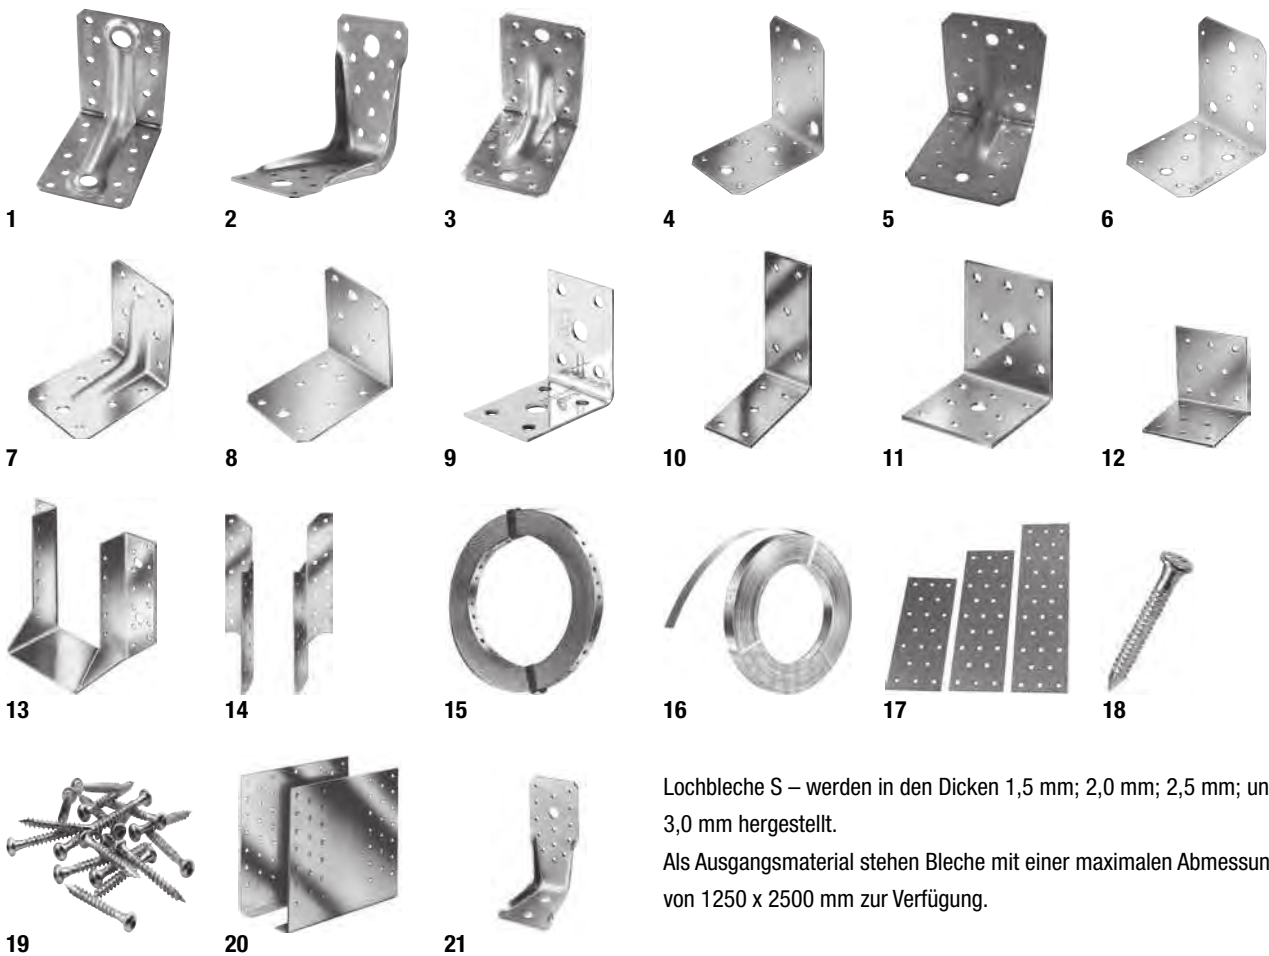 1 2 3 4 5 6
7 8 9 10 11 12
13 14 15 16 17 18
Lochbleche S – werden in den Dicken 1,5 mm; 2,0 mm; 2,5 mm; un
3,0 mm hergestellt.
Als Ausgangsmaterial stehen Bleche mit einer maximalen Abmessun
von 1250 x 2500 mm zur Verfügung.
19 20 21